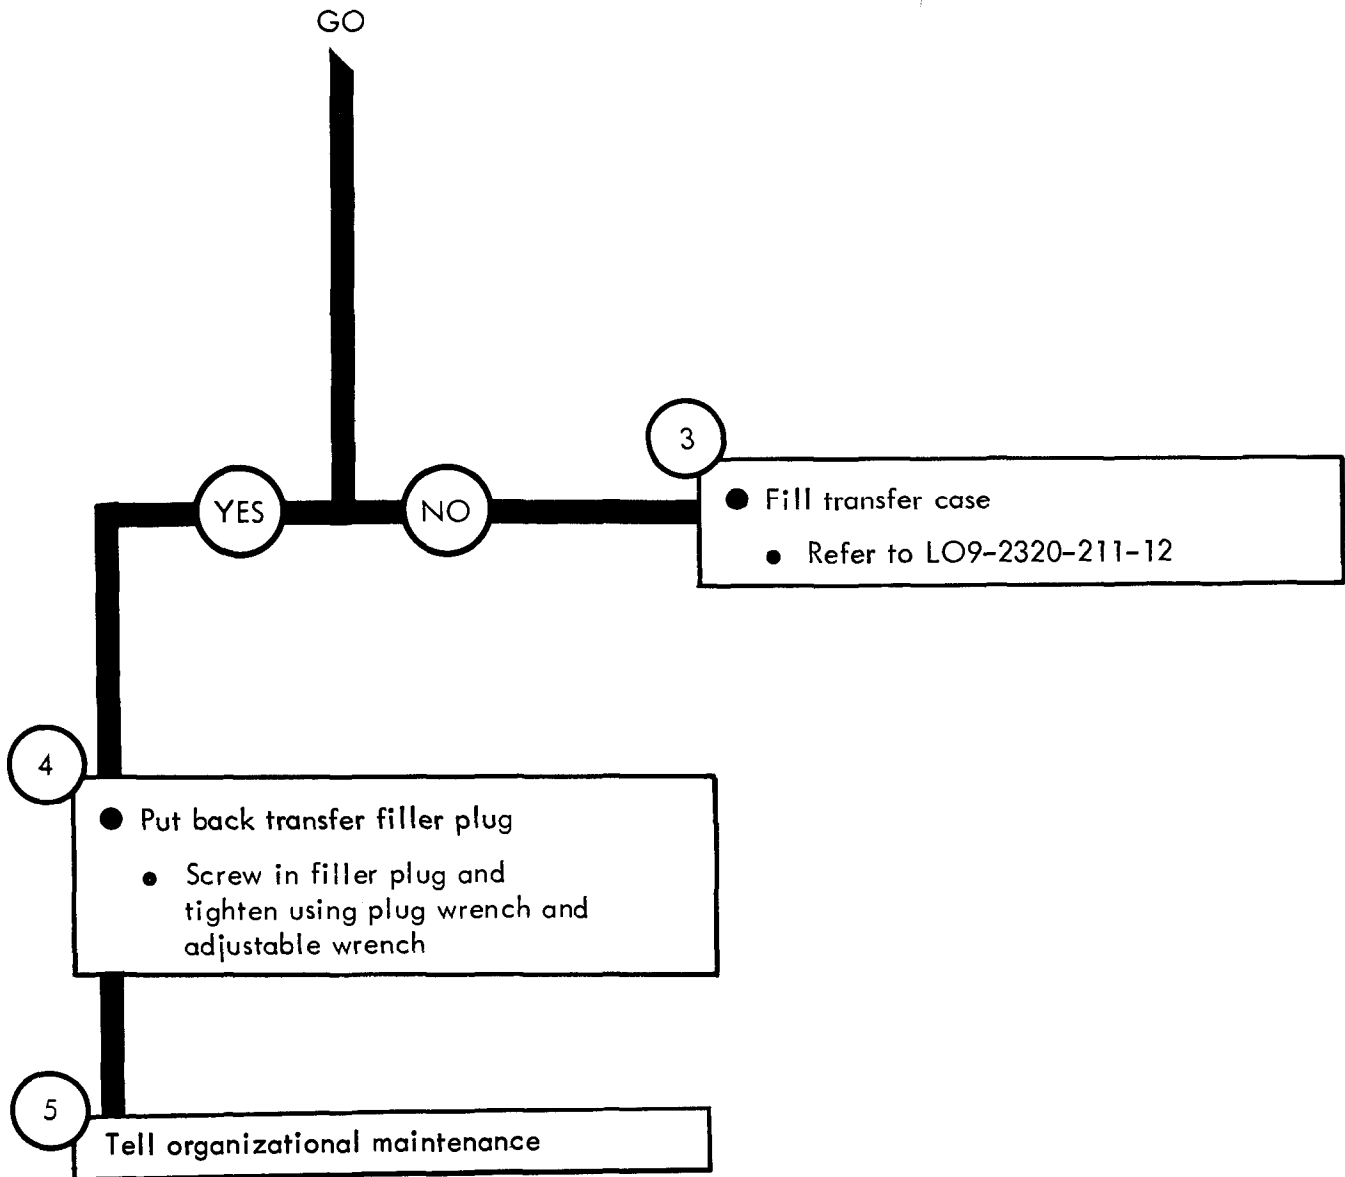 GO
YES
NO
3
● Fill transfer case
● Refer to LO9-2320-211-12
4
● Put back transfer filler plug
● Screw in filler plug and
tighten using plug wrench and
adjustable wrench
5
Tell organizational maintenance